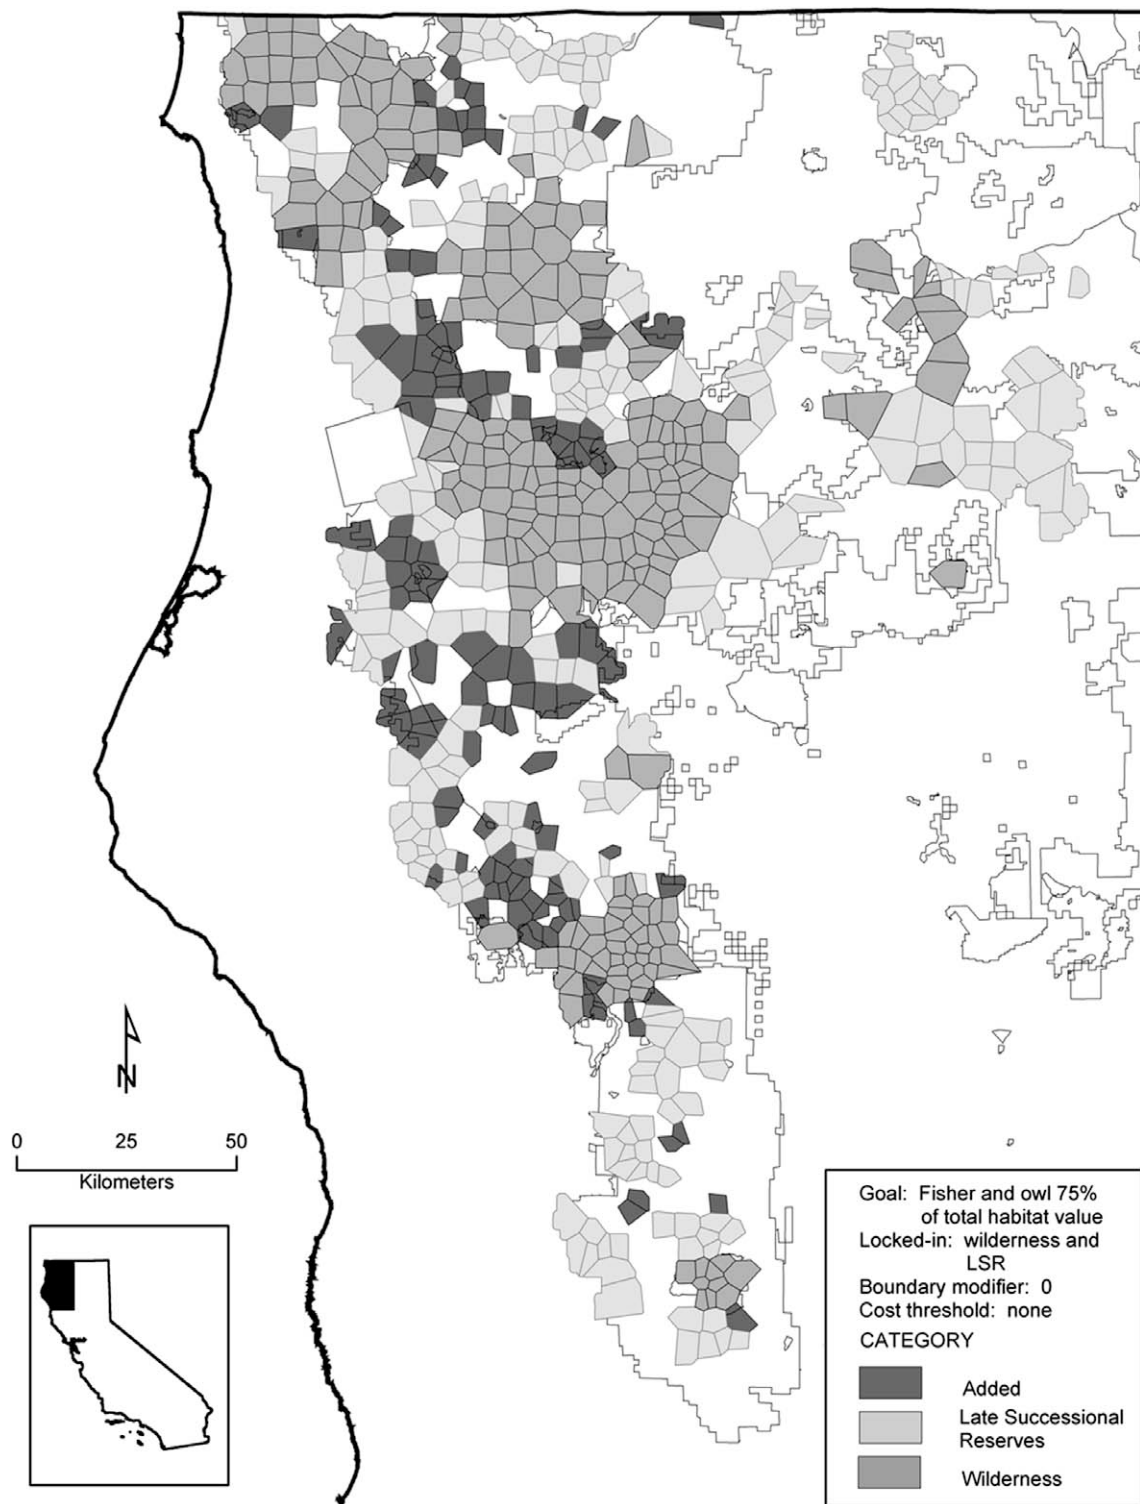 N
0 25 50
Kilometers
Goal: Fisher and owl 75%
of total habitat value
Locked-in: wilderness and
LSR
Boundary modifier: 0
Cost threshold: none
CATEGORY
Added
Late Successional
Reserves
Wilderness